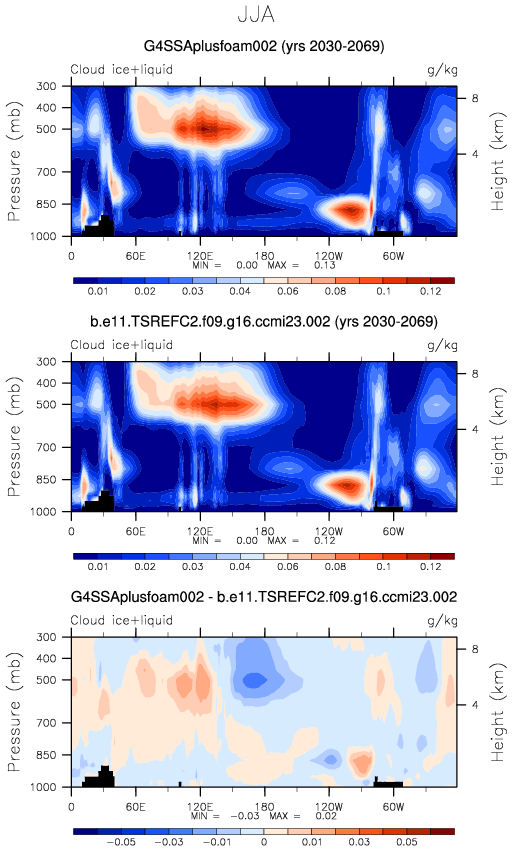 JJA
G4SSAplusfoam002 (yrs 2030-2069)
Cloud ice+liquid g/kg
Pressure (mb)
300
400
500
700
850
1000
8
4
Height (km)
0 60E 120E 180 120W 60W
MIN = 0.00 MAX = 0.13
0.01 0.02 0.03 0.04 0.06 0.08 0.1 0.12
b.e11.TSREFC2.f09.g16.ccmi23.002 (yrs 2030-2069)
Cloud ice+liquid g/kg
Pressure (mb)
300
400
500
700
850
1000
8
4
Height (km)
0 60E 120E 180 120W 60W
MIN = 0.00 MAX = 0.12
0.01 0.02 0.03 0.04 0.06 0.08 0.1 0.12
G4SSAplusfoam002 - b.e11.TSREFC2.f09.g16.ccmi23.002
Cloud ice+liquid g/kg
Pressure (mb)
300
400
500
700
850
1000
8
4
Height (km)
0 60E 120E 180 120W 60W
MIN = -0.03 MAX = 0.02
-0.05 -0.03 -0.01 0 0.01 0.03 0.05